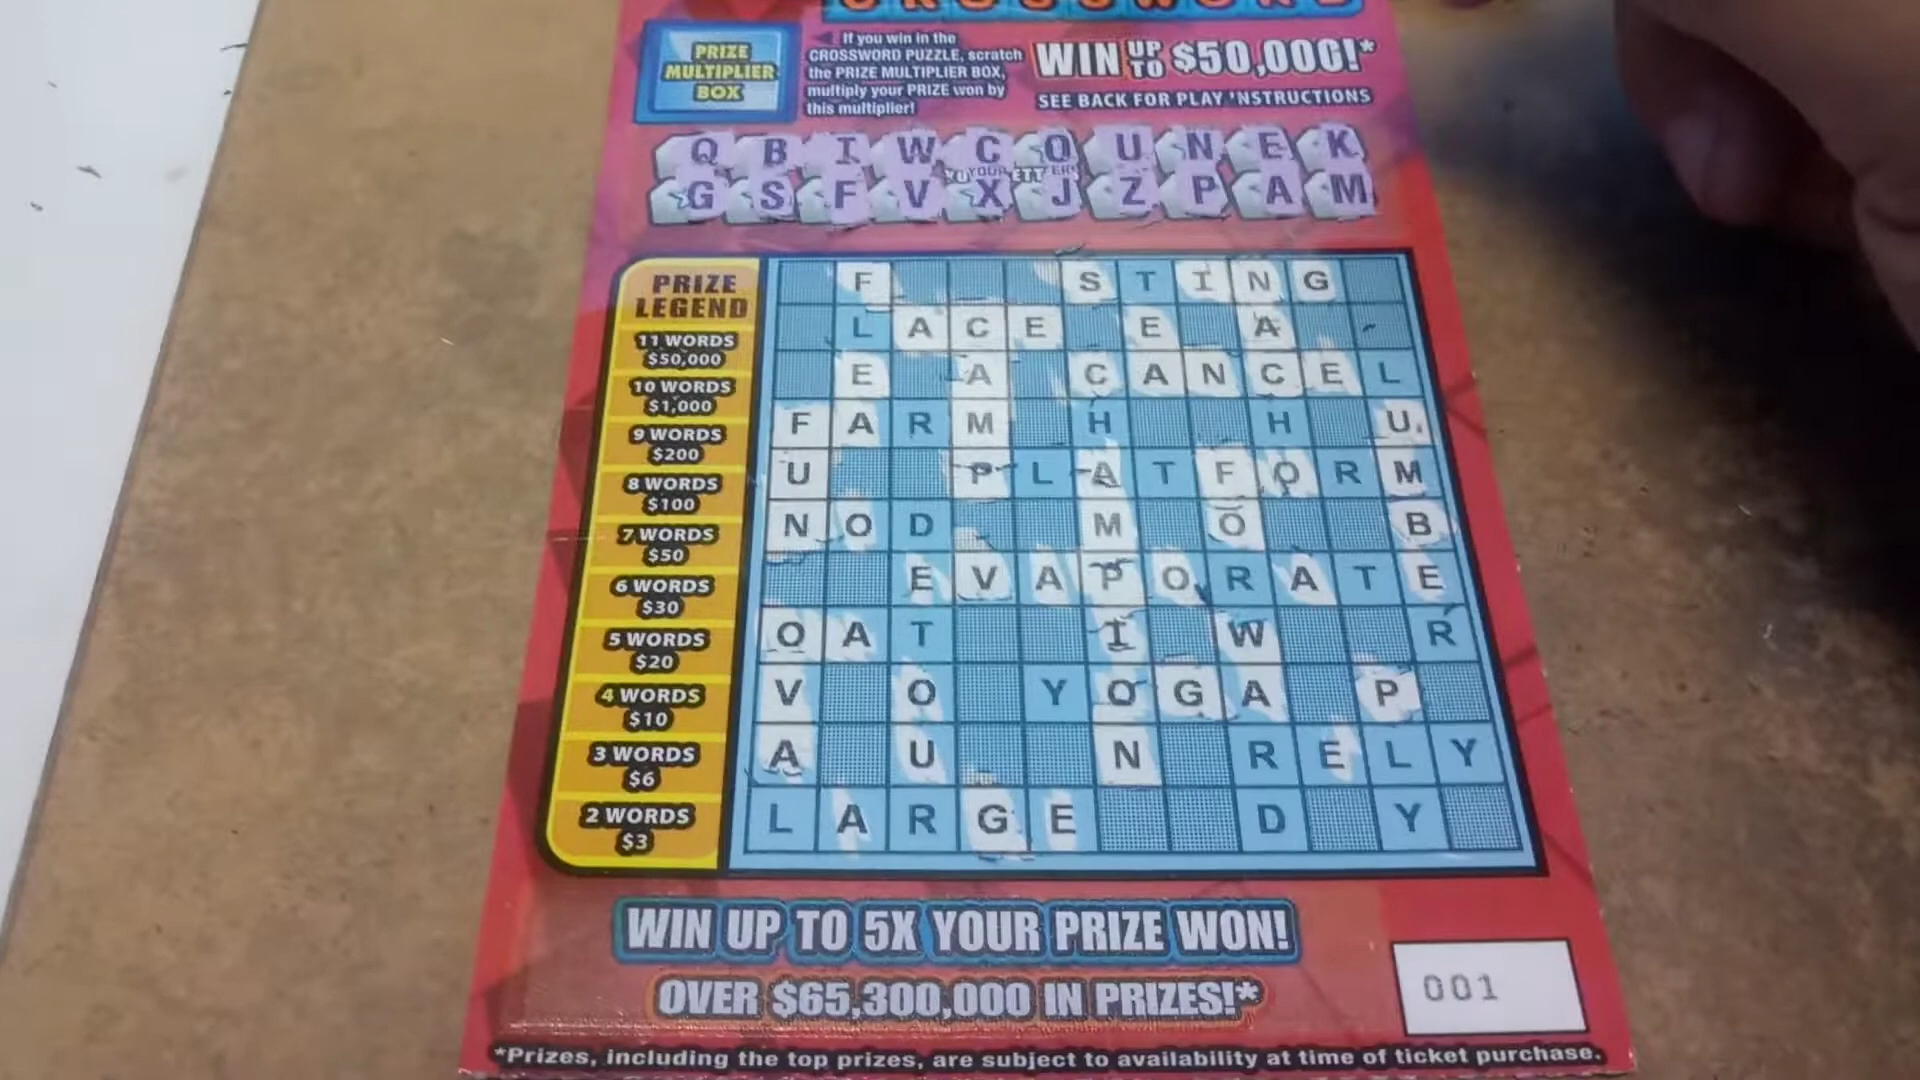 CROSSWORD
PRIZE
MULTIPLIER
BOX
If you win in the
CROSSWORD PUZZLE, scratch
the PRIZE MULTIPLIER BOX,
multiply your PRIZE won by
this multiplier!
WIN UP TO $50,000!*
SEE BACK FOR PLAY INSTRUCTIONS
Q B I W C O U N E K
G S F V X J Z P A M
PRIZE
LEGEND
11 WORDS
$50,000
10 WORDS
$1,000
9 WORDS
$200
8 WORDS
$100
7 WORDS
$50
6 WORDS
$30
5 WORDS
$20
4 WORDS
$10
3 WORDS
$6
2 WORDS
$3
F S T I N G
L A C E E A
E A C A N C E L
F A R M H H U
U P L A T F O R M
N O D M O B
E V A P O R A T E
O A T I W R
V O Y O G A P
A U N R E L Y
L A R G E D Y
WIN UP TO 5X YOUR PRIZE WON!
OVER $65,300,000 IN PRIZES!*
001
*Prizes, including the top prizes, are subject to availability at time of ticket purchase.